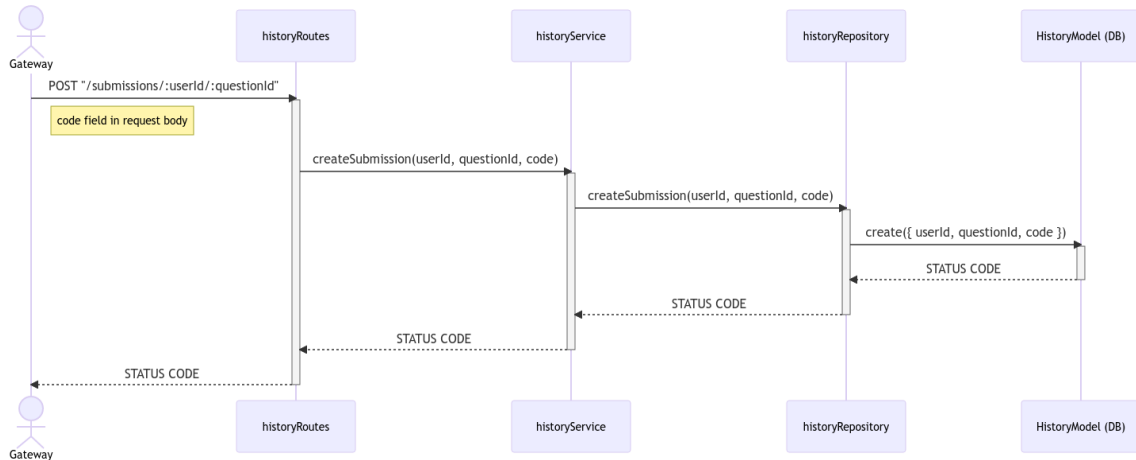 historyRoutes
historyService
historyRepository
HistoryModel (DB)
Gateway
POST "/submissions/:userId/:questionId"
code field in request body
createSubmission(userId, questionId, code)
createSubmission(userId, questionId, code)
create({ userId, questionId, code })
STATUS CODE
STATUS CODE
STATUS CODE
STATUS CODE
historyRoutes
historyService
historyRepository
HistoryModel (DB)
Gateway